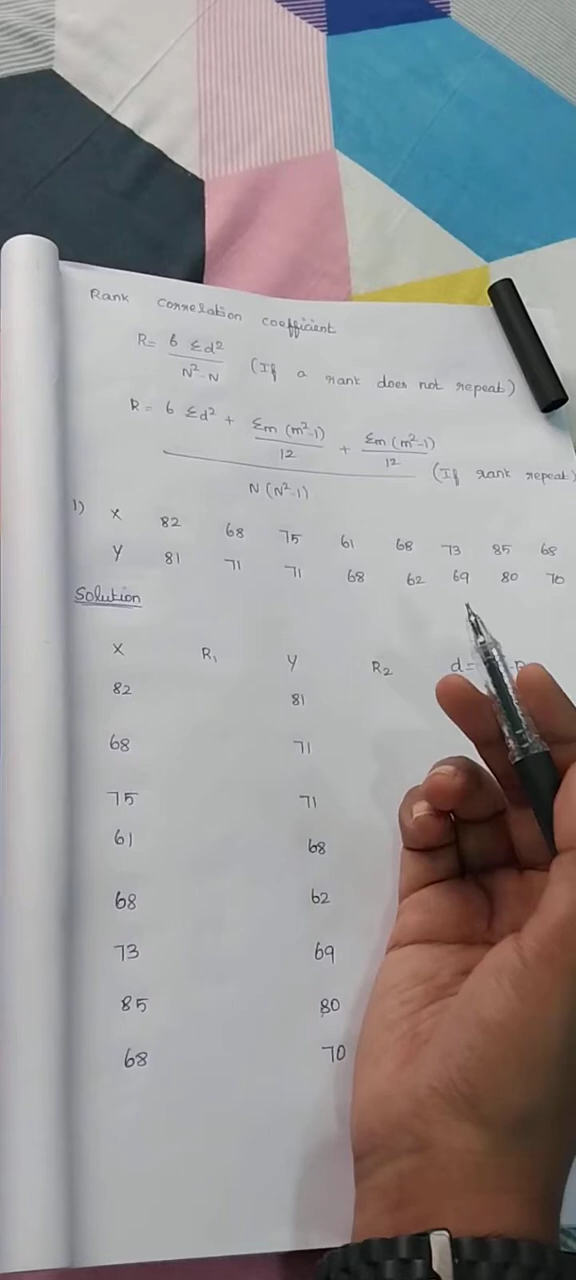 Rank correlation coefficient
R= 6 Σd² / N²-N (If a rank does not repeat)
R= 6 Σd² + Σm (m²-1) / 12 + Σm (m²-1) / 12 / N (N²-1) (If rank repeat)
1) X 82 68 75 61 68 73 85 68
Y 81 71 71 68 62 69 80 70
Solution
X R₁ Y R₂ d=
82 81
68 71
75 71
61 68
68 62
73 69
85 80
68 70